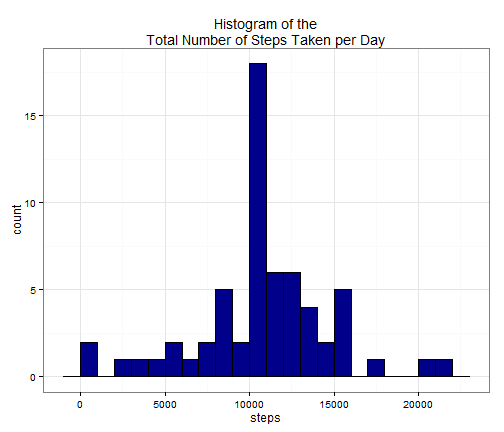 Histogram of the
Total Number of Steps Taken per Day
15
10
5
0
count
0 5000 10000 15000 20000
steps